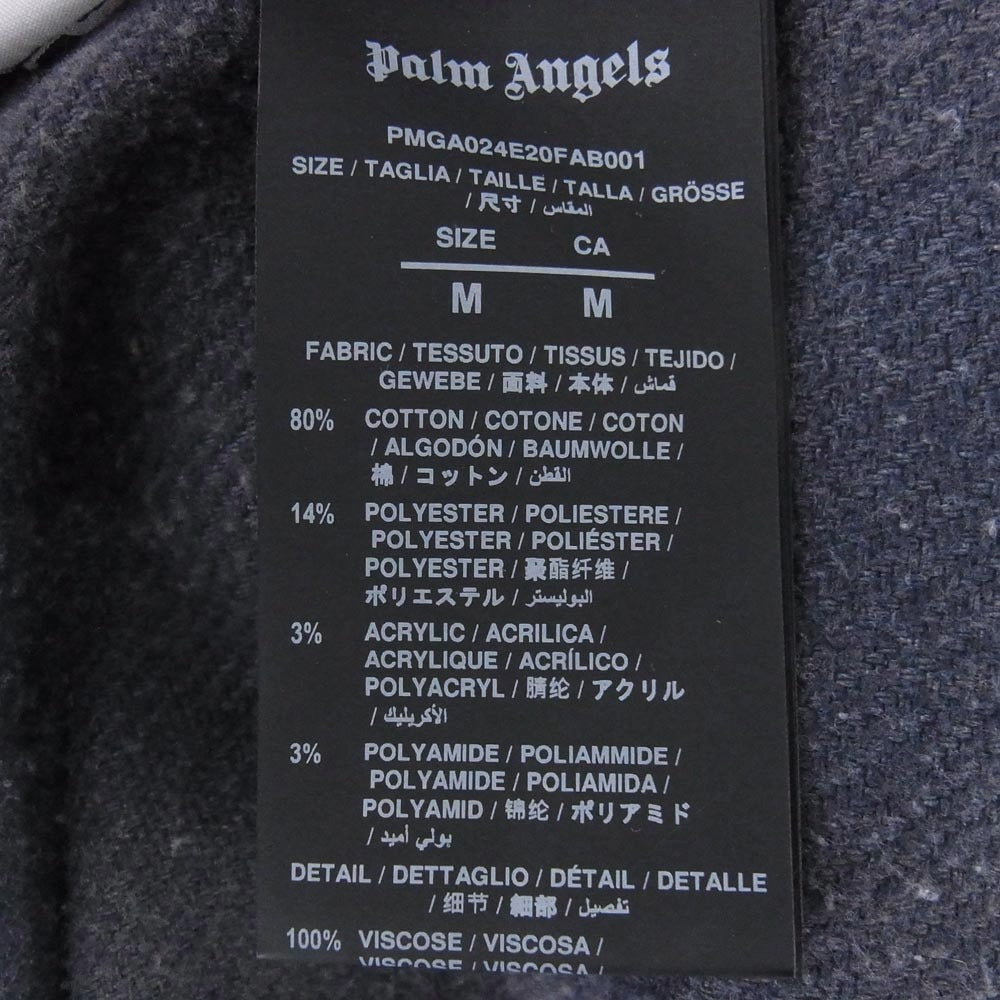 Palm Angels
PMGA024E20FAB001
SIZE / TAGLIA / TAILLE / TALLA / GRÖSSE
/ 尺寸 / المقاس
SIZE CA
M M
FABRIC / TESSUTO / TISSUS / TEJIDO /
GEWEBE / 面料 / 本体 / قماش
80% COTTON / COTONE / COTON
/ ALGODÓN / BAUMWOLLE /
棉 / コットン / القطن
14% POLYESTER / POLIESTERE /
POLYESTER / POLIÉSTER /
POLYESTER / 聚酯纤维 /
ポリエステル / البوليستر
3% ACRYLIC / ACRILICA /
ACRYLIQUE / ACRÍLICO /
POLYACRYL / 腈纶 / アクリル
/ الأكريليك
3% POLYAMIDE / POLIAMMIDE /
POLYAMIDE / POLIAMIDA /
POLYAMID / 锦纶 / ポリアミド
/ بولي أميد
DETAIL / DETTAGLIO / DÉTAIL / DETALLE
/ 细节 / 細部 / تفصيل
100% VISCOSE / VISCOSA /
VISCOSE / VISCOSA /